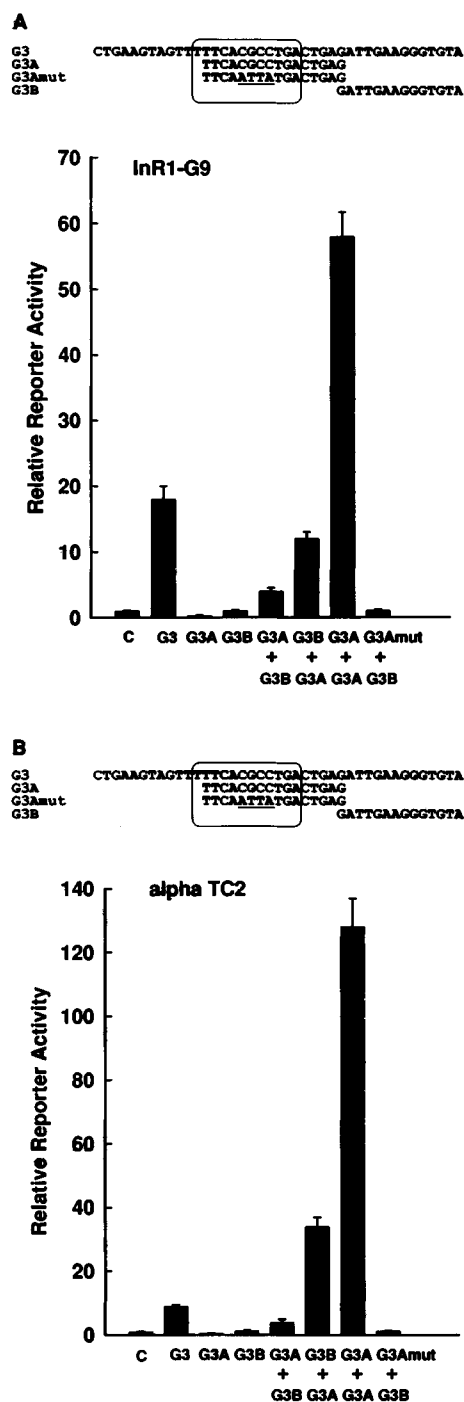 A
G3 CTGAAGTAGTTTTTCACGCCTGACTGAGATTGAAGGGTGTA
G3A TTCACGCCTGACTGAG
G3Amut TTCAATTATGACTGAG
G3B GATTGAAGGGTGTA
InR1-G9
Relative Reporter Activity
70
60
50
40
30
20
10
0
C G3 G3A G3B G3A G3B G3A G3Amut
+ + + +
G3B G3A G3A G3B
B
G3 CTGAAGTAGTTTTTCACGCCTGACTGAGATTGAAGGGTGTA
G3A TTCACGCCTGACTGAG
G3Amut TTCAATTATGACTGAG
G3B GATTGAAGGGTGTA
alpha TC2
Relative Reporter Activity
140
120
100
80
60
40
20
0
C G3 G3A G3B G3A G3B G3A G3Amut
+ + + +
G3B G3A G3A G3B